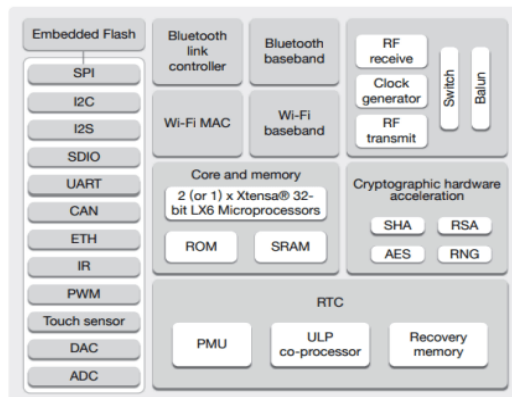 Embedded Flash
SPI
I2C
I2S
SDIO
UART
CAN
ETH
IR
PWM
Touch sensor
DAC
ADC
Bluetooth
link
controller
Bluetooth
baseband
Wi-Fi MAC
Wi-Fi
baseband
RF
receive
Clock
generator
RF
transmit
Switch
Balun
Core and memory
2 (or 1) x Xtensa® 32-
bit LX6 Microprocessors
ROM
SRAM
Cryptographic hardware
acceleration
SHA
RSA
AES
RNG
RTC
PMU
ULP
co-processor
Recovery
memory